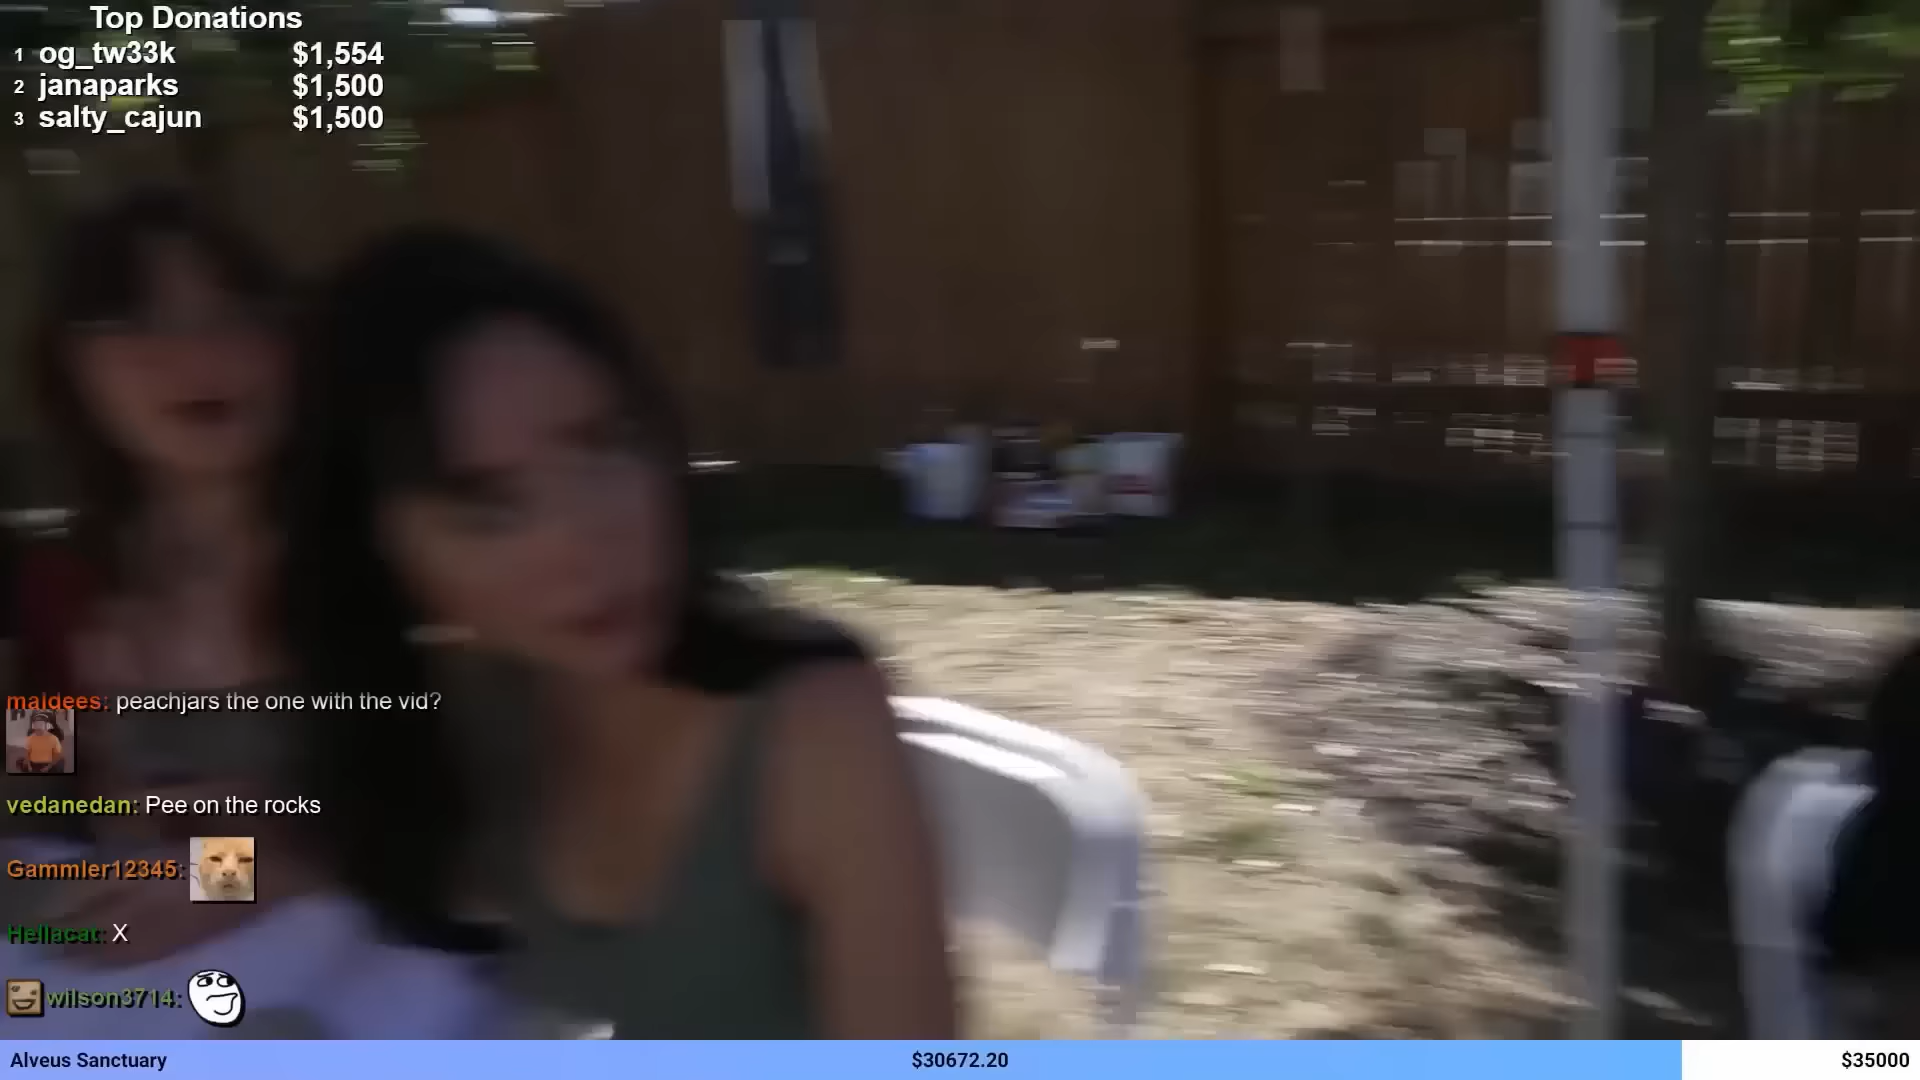 Top Donations
1 og_tw33k $1,554
2 janaparks $1,500
3 salty_cajun $1,500
maldees: peachjars the one with the vid?
vedanedan: Pee on the rocks
Gammler12345:
Hellacat: X
wilson3714:
Alveus Sanctuary $30672.20 $35000